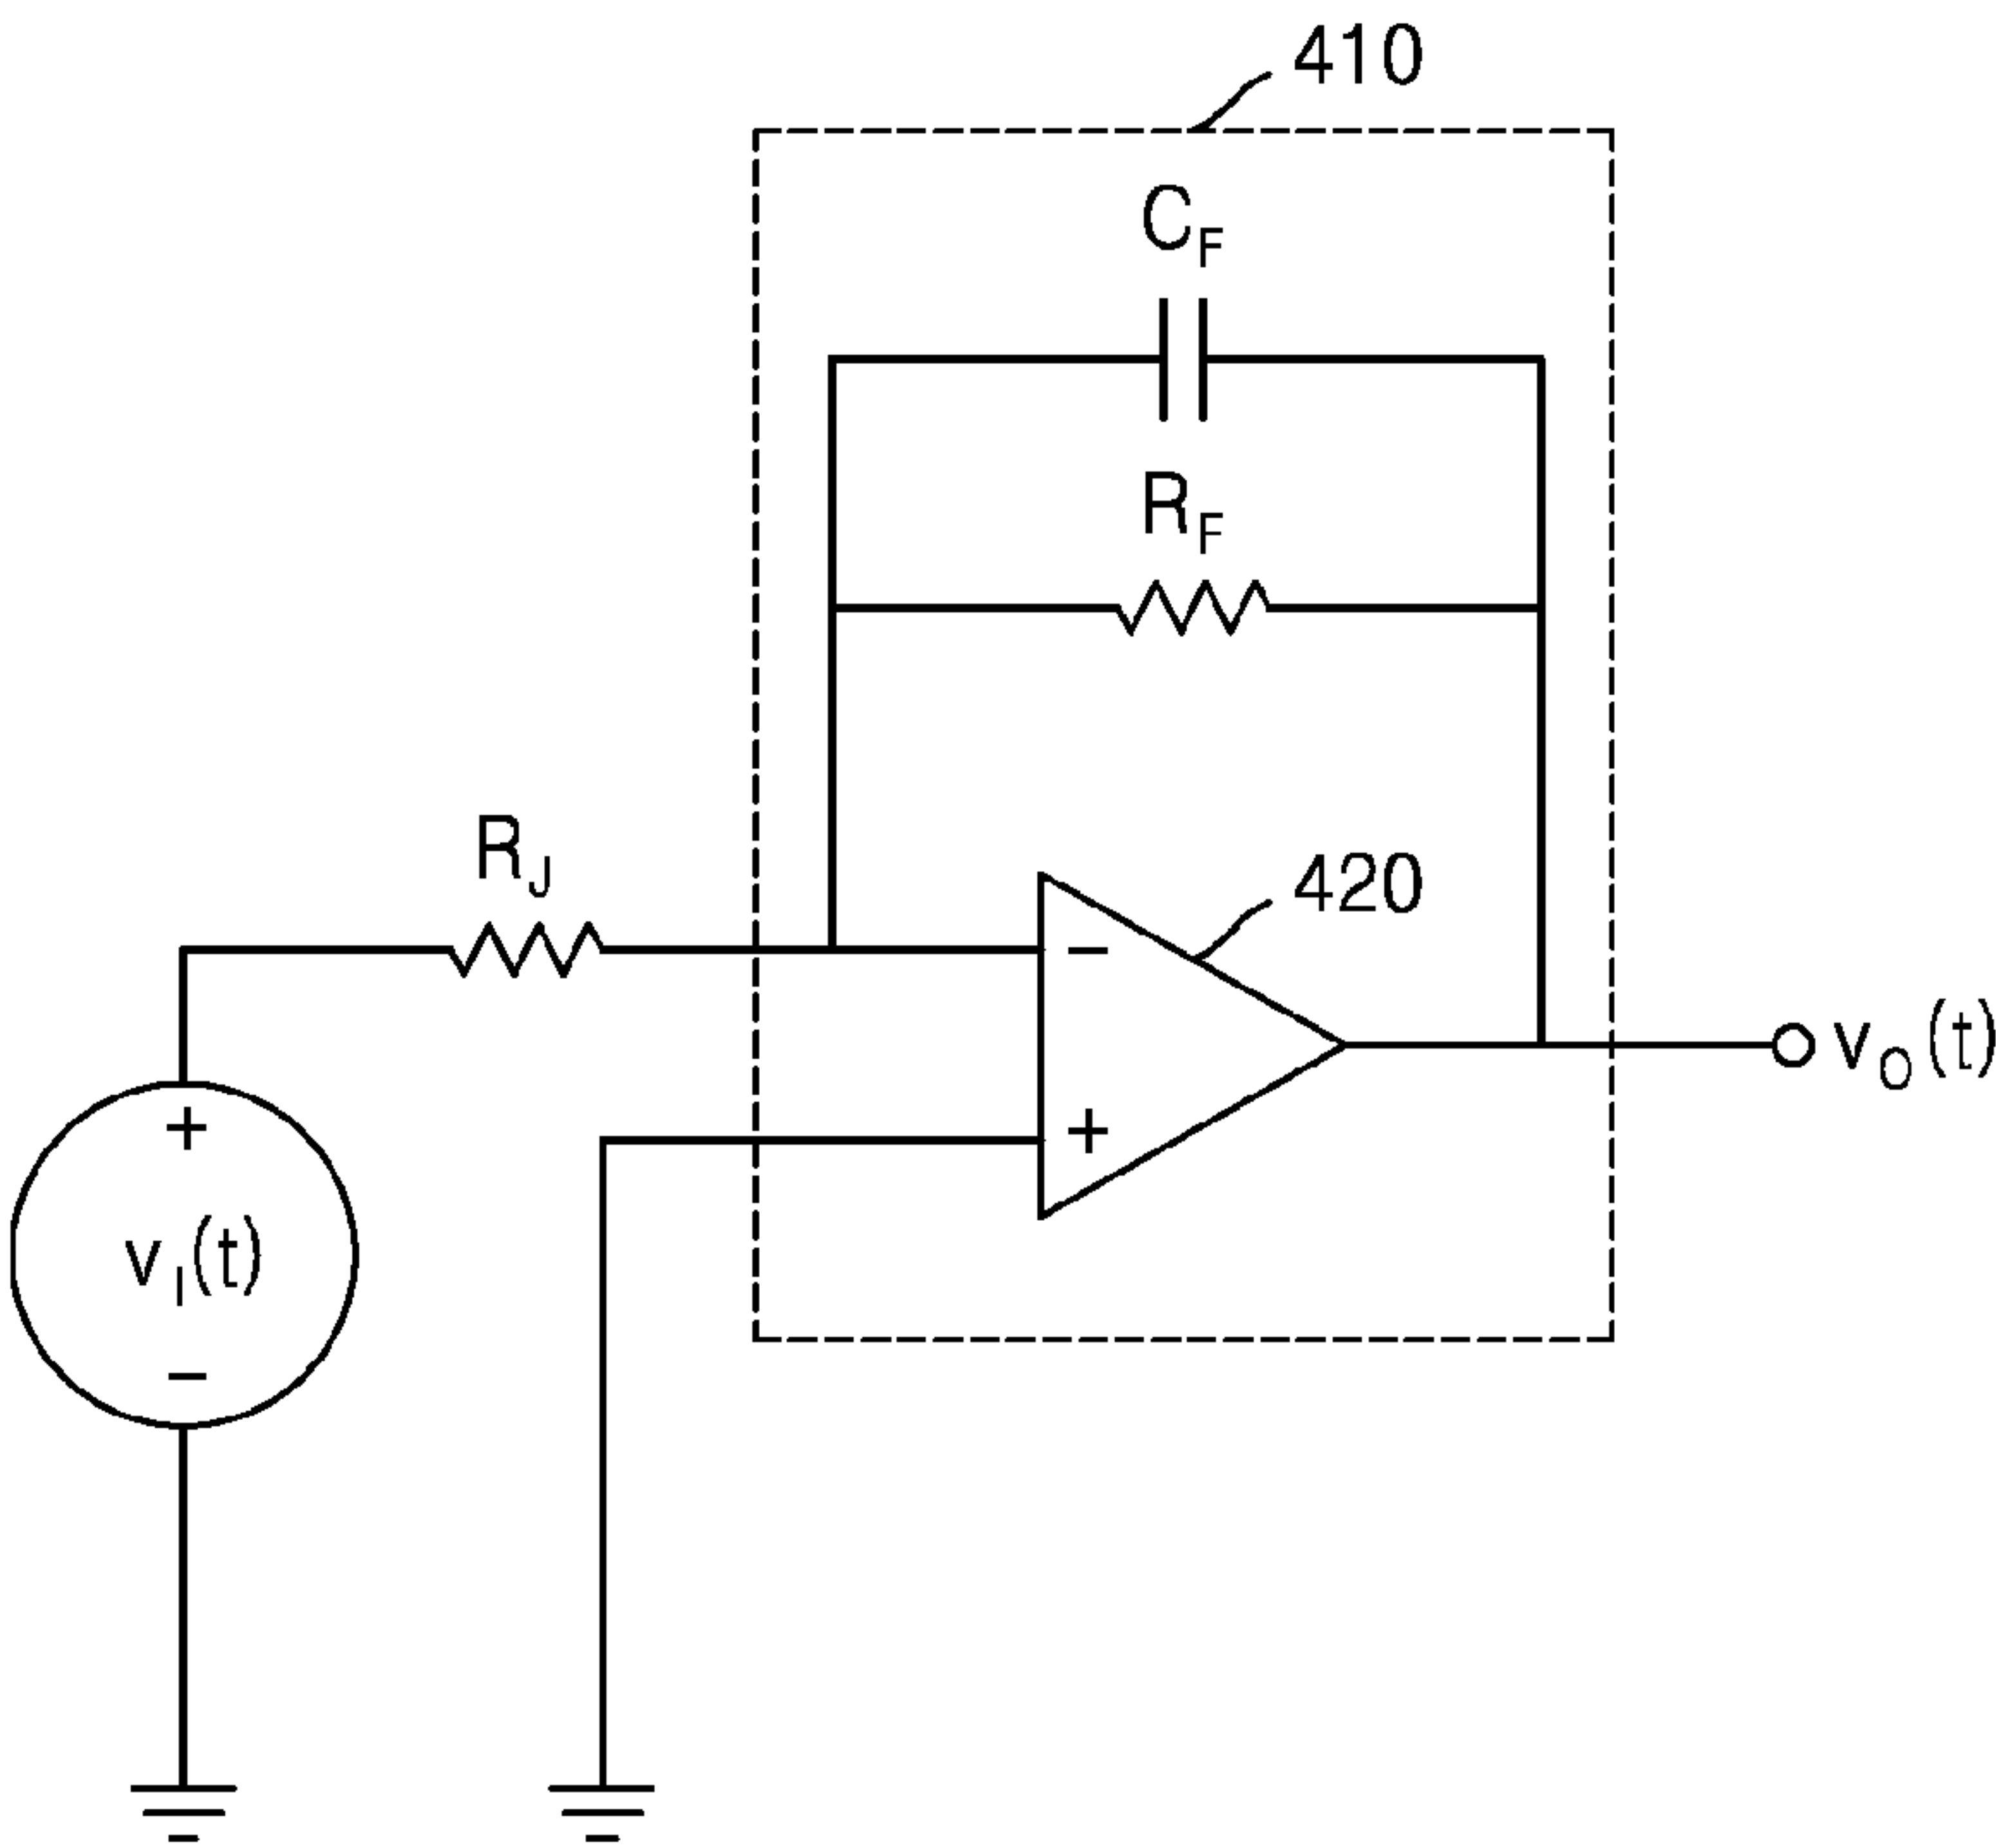 410
C_F
R_F
R_J
420
−
+
v_O(t)
+
v_I(t)
−